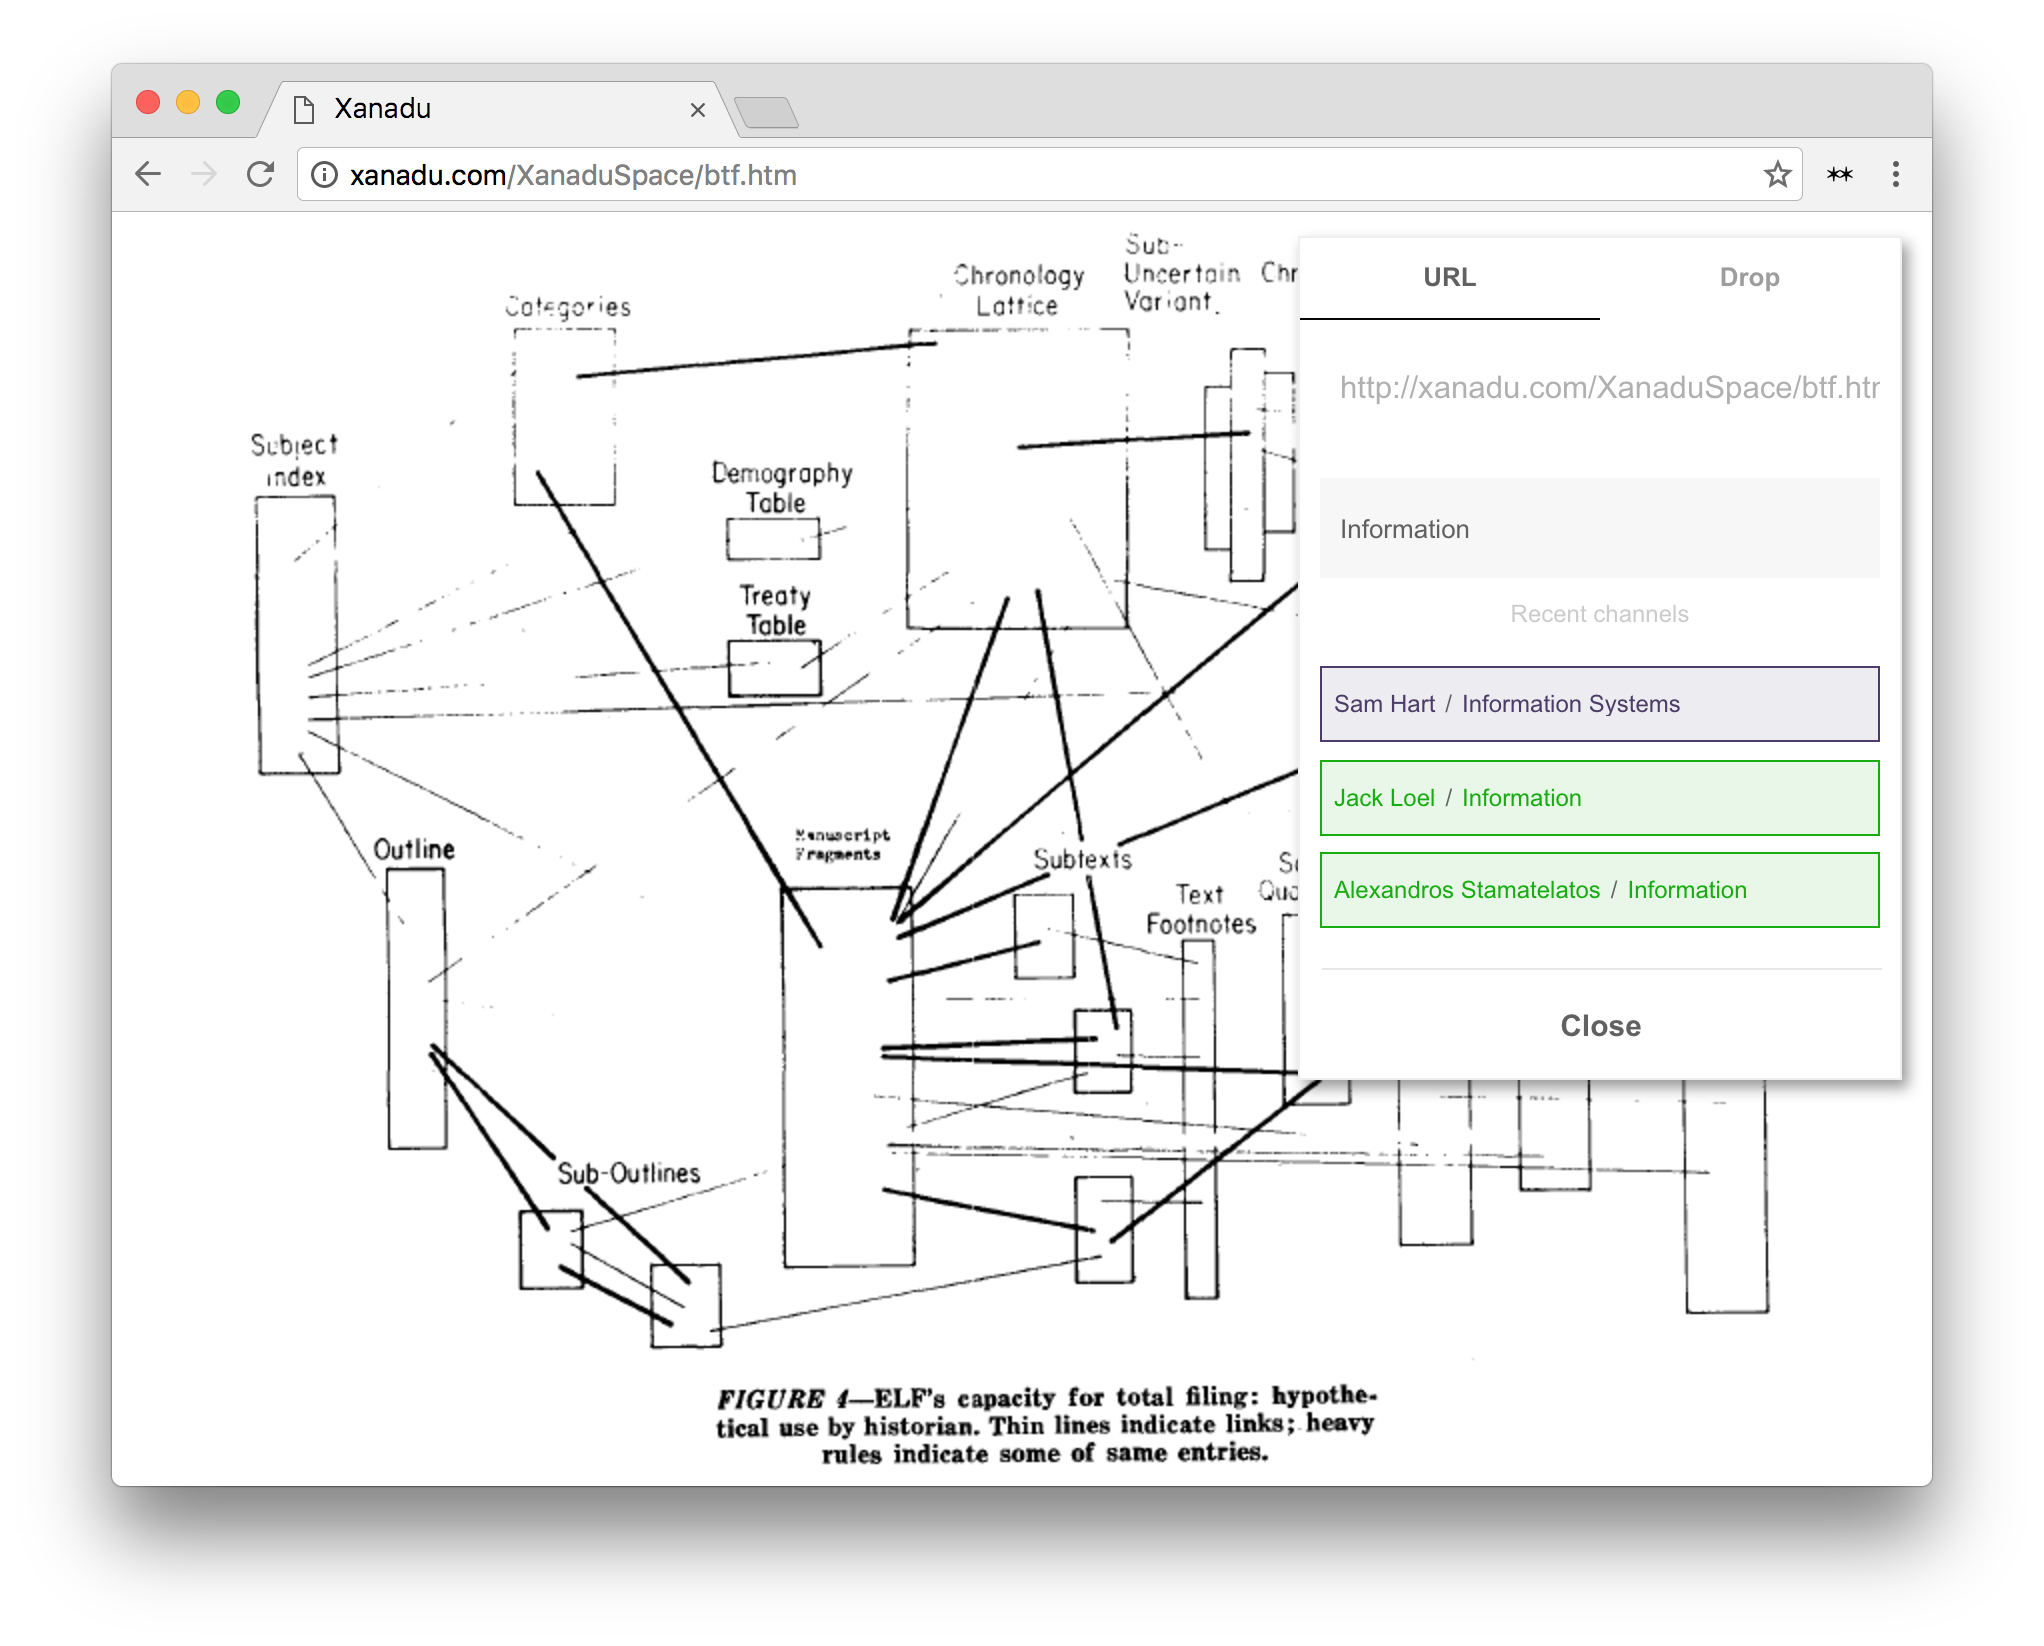 Xanadu
xanadu.com/XanaduSpace/btf.htm
Sub-
Uncertain
Variant.
Chr
Chronology
Lattice
Categories
Subject
Index
Demography
Table
Treaty
Table
Manuscript
Fragments
Outline
Subtexts
Text
Footnotes
Quo
Sub-Outlines
FIGURE 4—ELF's capacity for total filing: hypothe-
tical use by historian. Thin lines indicate links; heavy
rules indicate some of same entries.
URL
Drop
http://xanadu.com/XanaduSpace/btf.htr
Information
Recent channels
Sam Hart / Information Systems
Jack Loel / Information
Alexandros Stamatelatos / Information
Close